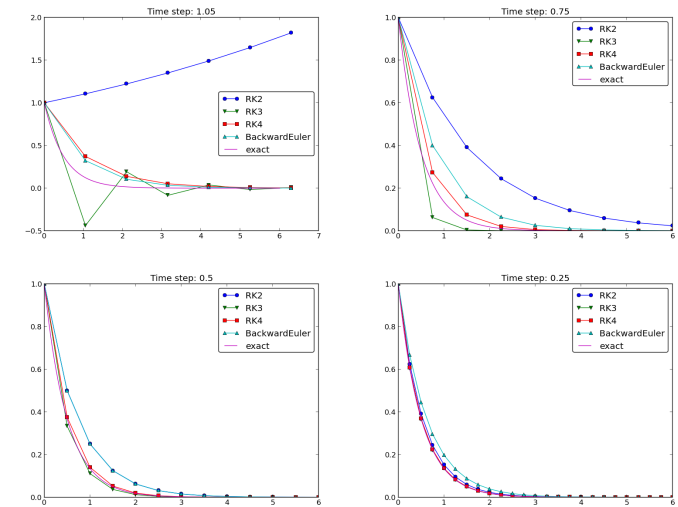 Time step: 1.05
2.0
1.5
1.0
0.5
0.0
−0.5
0 1 2 3 4 5 6 7
RK2
RK3
RK4
BackwardEuler
exact
Time step: 0.75
1.0
0.8
0.6
0.4
0.2
0.0
0 1 2 3 4 5 6
RK2
RK3
RK4
BackwardEuler
exact
Time step: 0.5
1.0
0.8
0.6
0.4
0.2
0.0
0 1 2 3 4 5 6
RK2
RK3
RK4
BackwardEuler
exact
Time step: 0.25
1.0
0.8
0.6
0.4
0.2
0.0
0 1 2 3 4 5 6
RK2
RK3
RK4
BackwardEuler
exact